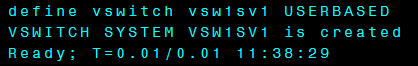 define vswitch vsw1sv1 USERBASED
VSWITCH SYSTEM VSW1SV1 is created
Ready; T=0.01/0.01 11:38:29